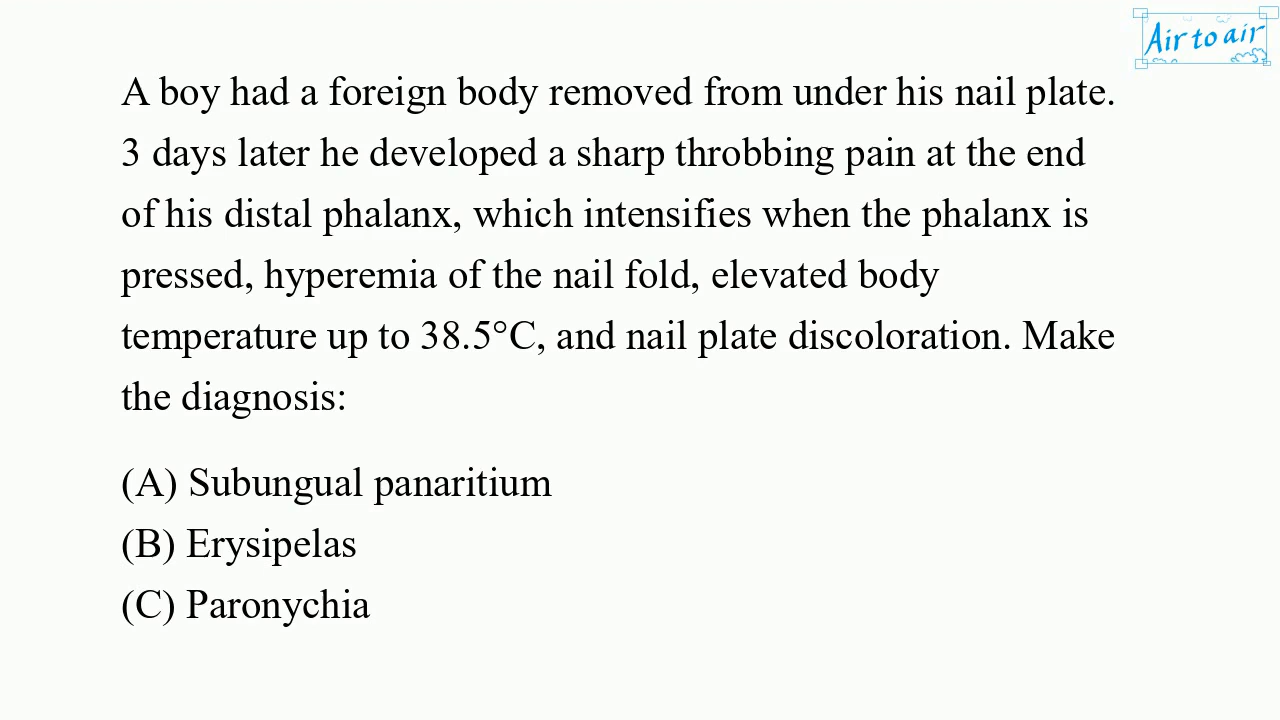 Air to air
A boy had a foreign body removed from under his nail plate.
3 days later he developed a sharp throbbing pain at the end
of his distal phalanx, which intensifies when the phalanx is
pressed, hyperemia of the nail fold, elevated body
temperature up to 38.5°C, and nail plate discoloration. Make
the diagnosis:
(A) Subungual panaritium
(B) Erysipelas
(C) Paronychia